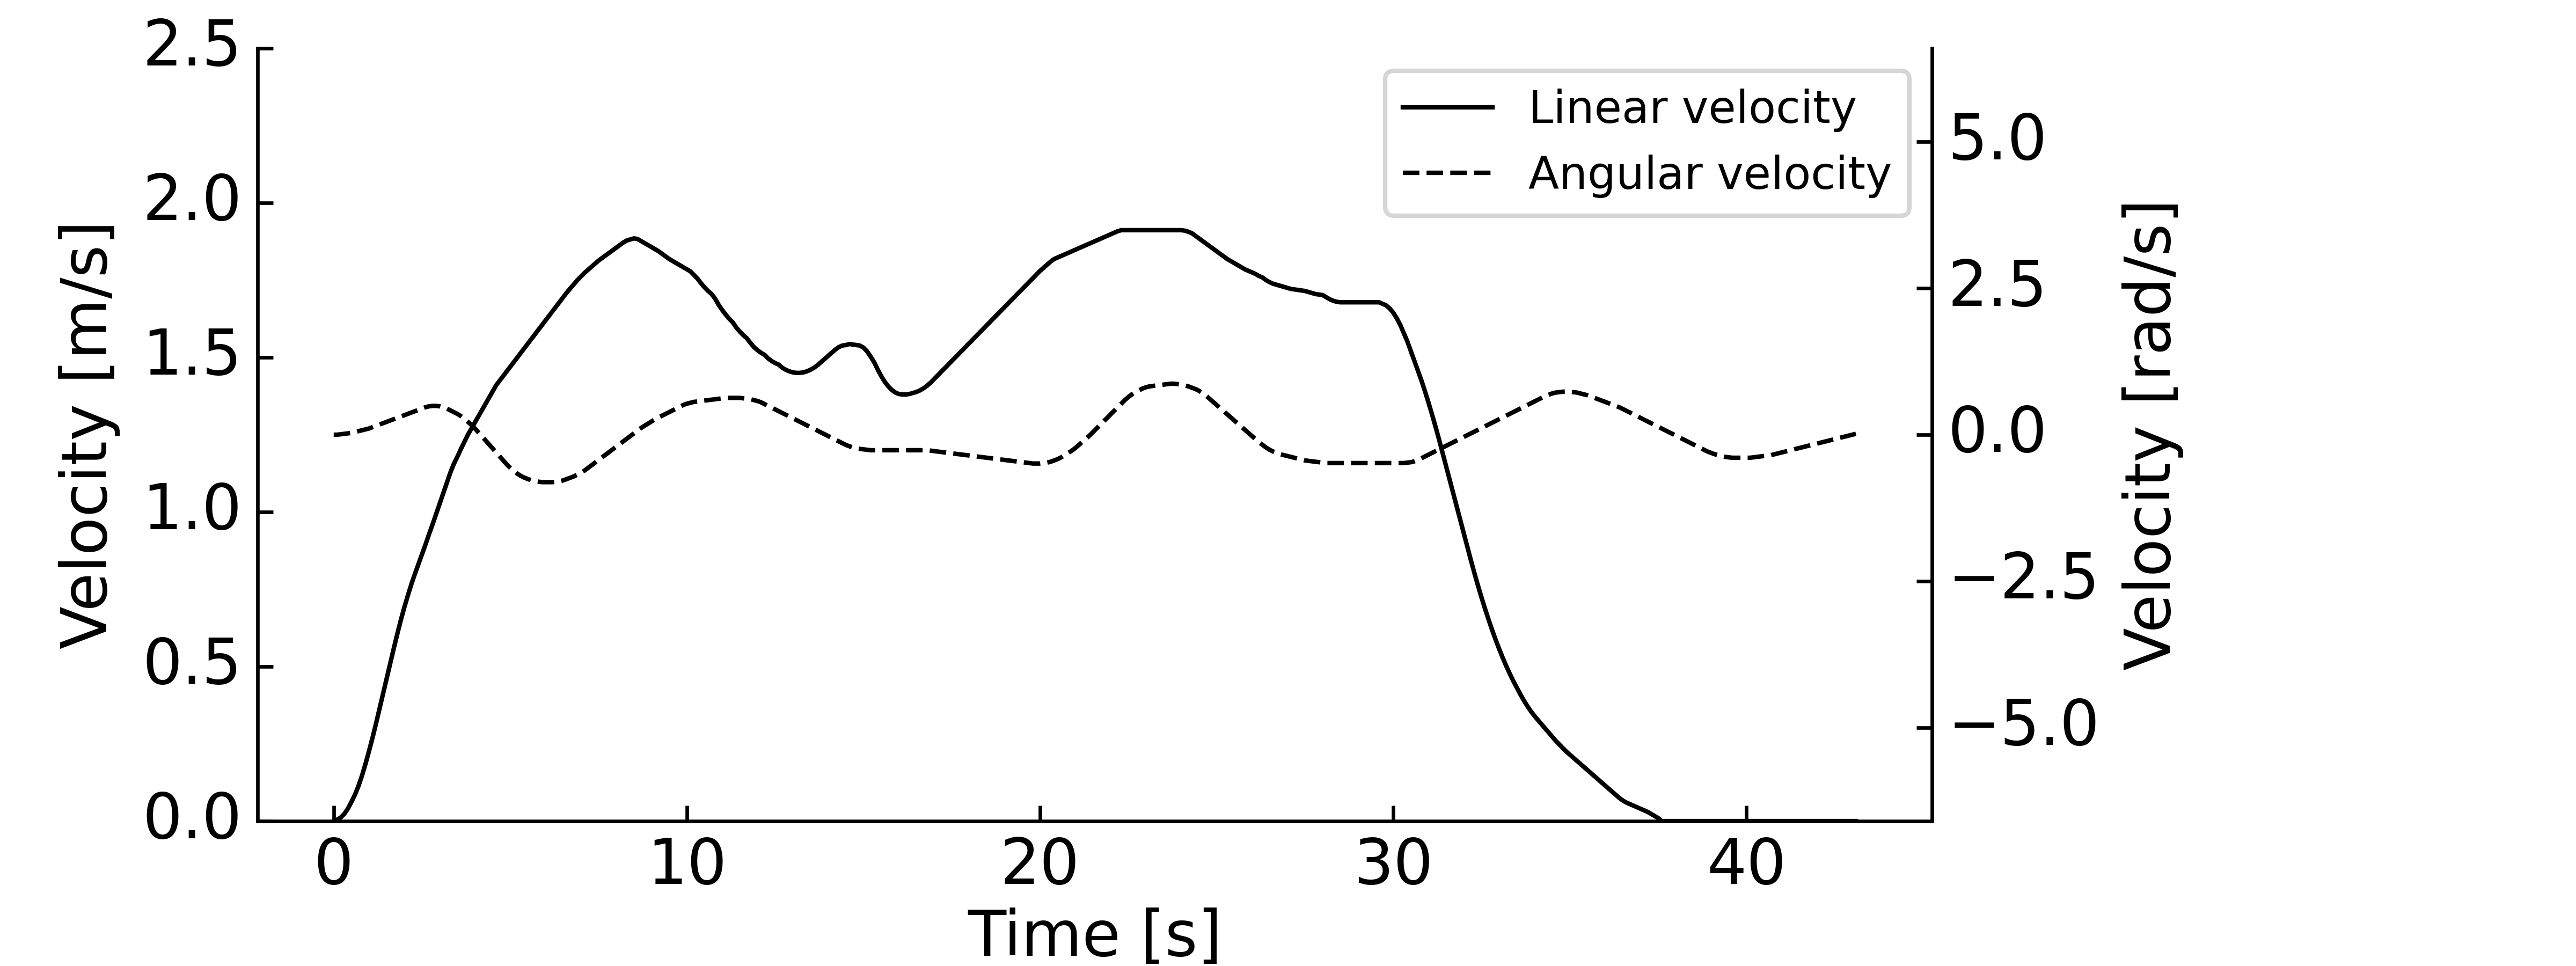 Velocity [m/s]
2.5
2.0
1.5
1.0
0.5
0.0
0 10 20 30 40
Time [s]
Linear velocity
Angular velocity
5.0
2.5
0.0
−2.5
−5.0
Velocity [rad/s]